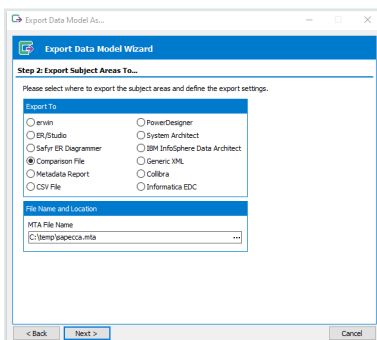 Export Data Model As...
Export Data Model Wizard
Step 2: Export Subject Areas To...
Please select where to export the subject areas and define the export settings.
Export To
erwin
PowerDesigner
ER/Studio
System Architect
Safyr ER Diagrammer
IBM InfoSphere Data Architect
Comparison File
Generic XML
Metadata Report
Collibra
CSV File
Informatica EDC
File Name and Location
MTA File Name
C:\temp\sapecca.mta ...
< Back Next > Cancel